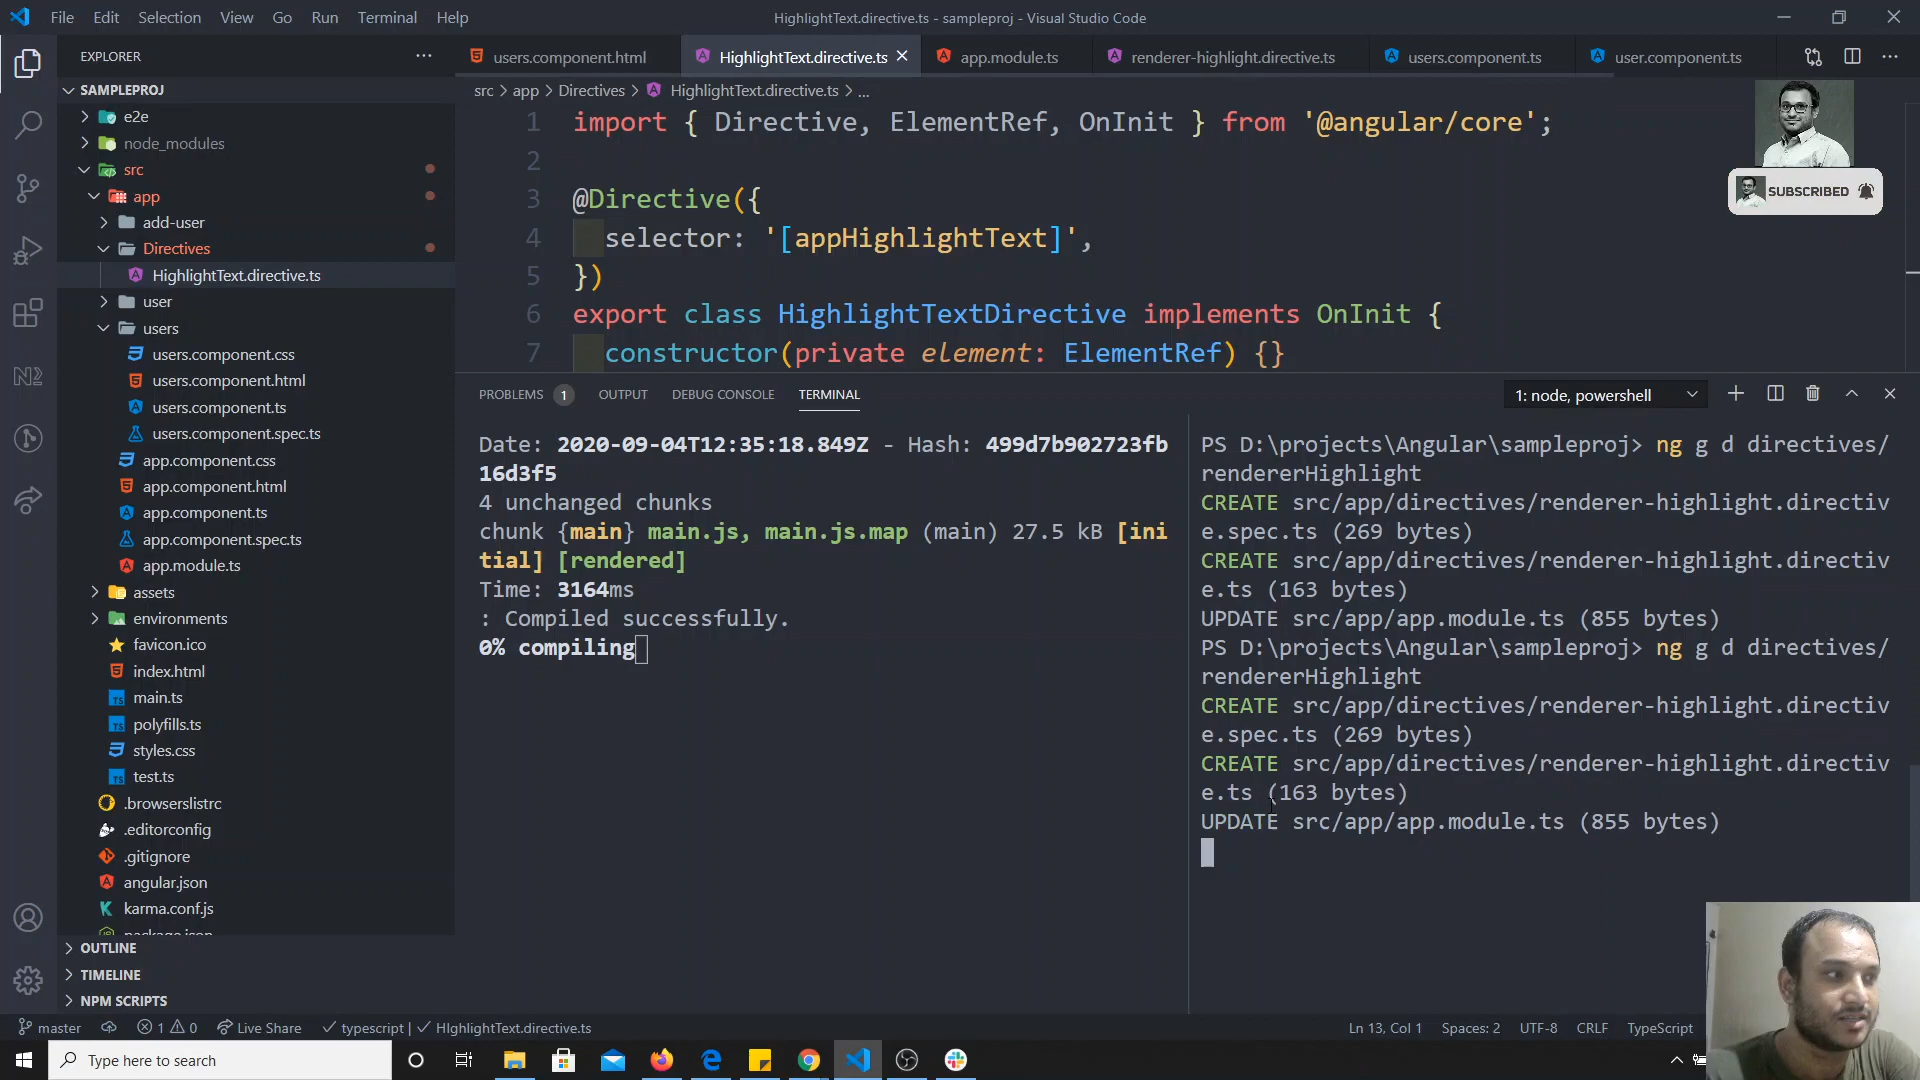 File Edit Selection View Go Run Terminal Help
HighlightText.directive.ts - sampleproj - Visual Studio Code
EXPLORER
users.component.html
HighlightText.directive.ts
app.module.ts
renderer-highlight.directive.ts
users.component.ts
user.component.ts
SAMPLEPROJ
e2e
node_modules
src
app
add-user
Directives
HighlightText.directive.ts
user
users
users.component.css
users.component.html
users.component.ts
users.component.spec.ts
app.component.css
app.component.html
app.component.ts
app.component.spec.ts
app.module.ts
assets
environments
favicon.ico
index.html
main.ts
polyfills.ts
styles.css
test.ts
.browserslistrc
.editorconfig
.gitignore
angular.json
karma.conf.js
package.json
OUTLINE
TIMELINE
NPM SCRIPTS
src > app > Directives > HighlightText.directive.ts > ...
1 import { Directive, ElementRef, OnInit } from '@angular/core';
2
3 @Directive({
4 selector: '[appHighlightText]',
5 })
6 export class HighlightTextDirective implements OnInit {
7 constructor(private element: ElementRef) {}
SUBSCRIBED
PROBLEMS 1 OUTPUT DEBUG CONSOLE TERMINAL
1: node, powershell
Date: 2020-09-04T12:35:18.849Z - Hash: 499d7b902723fb
16d3f5
4 unchanged chunks
chunk {main} main.js, main.js.map (main) 27.5 kB [ini
tial] [rendered]
Time: 3164ms
: Compiled successfully.
0% compiling
PS D:\projects\Angular\sampleproj> ng g d directives/
rendererHighlight
CREATE src/app/directives/renderer-highlight.directiv
e.spec.ts (269 bytes)
CREATE src/app/directives/renderer-highlight.directiv
e.ts (163 bytes)
UPDATE src/app/app.module.ts (855 bytes)
PS D:\projects\Angular\sampleproj> ng g d directives/
rendererHighlight
CREATE src/app/directives/renderer-highlight.directiv
e.spec.ts (269 bytes)
CREATE src/app/directives/renderer-highlight.directiv
e.ts (163 bytes)
UPDATE src/app/app.module.ts (855 bytes)
master 1 0 Live Share typescript | HIghlightText.directive.ts
Ln 13, Col 1 Spaces: 2 UTF-8 CRLF TypeScript
Type here to search